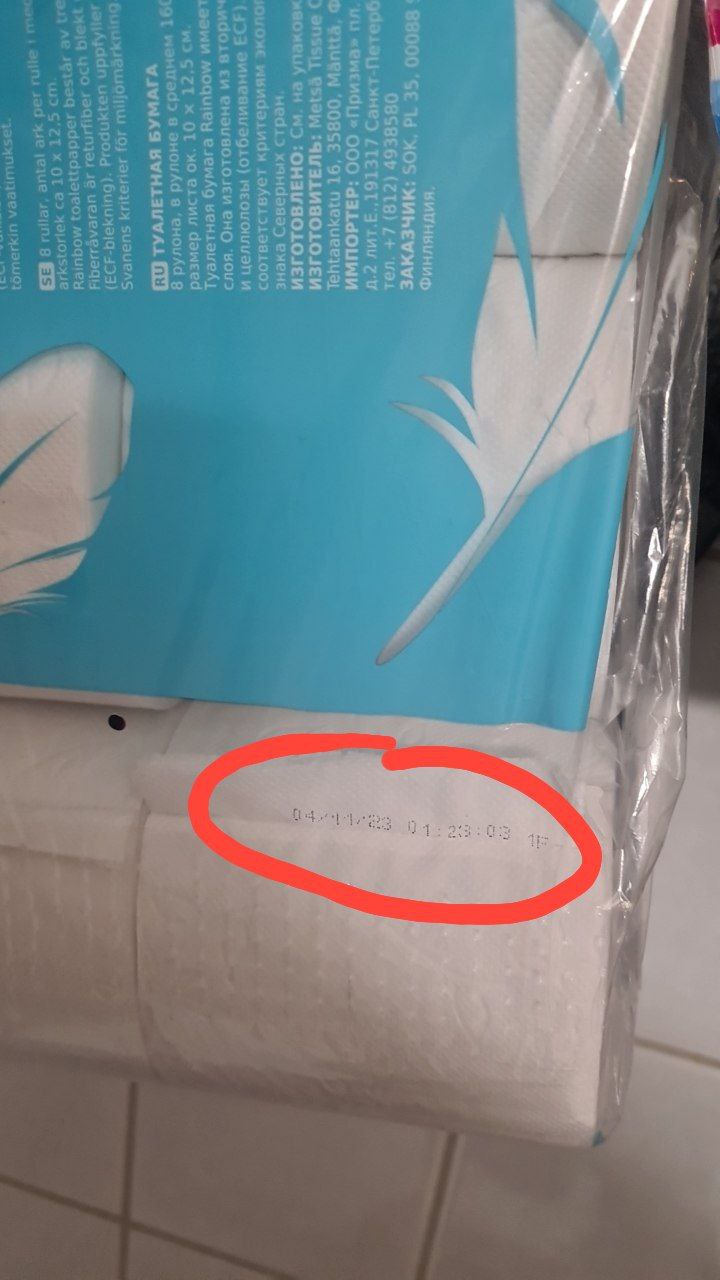 tömerkin vaatimukset.
SE 8 rullar, antal ark per rulle i med
arkstorlek ca 10 x 12,5 cm.
Rainbow toalettpapper består av tre
Fiberråvaran är returfiber och blekt
(ECF-blekning). Produkten uppfyller
Svanens kriterier för miljömärkning
RU ТУАЛЕТНАЯ БУМАГА
8 рулона, в рулоне в среднем 160
размер листа ок. 10 x 12,5 см.
Туалетная бумага Rainbow имеет
слоя. Она изготовлена из вторич
и целлюлозы (отбеливание ECF).
соответствует критериям эколог
знака Северных стран.
ИЗГОТОВЛЕНО: См. на упаковк
ИЗГОТОВИТЕЛЬ: Metsä Tissue
Tehtaankatu 16, 35800, Mänttä,
ИМПОРТЕР: ООО «Призма» пл.
д.2 лит.Е, 191317 Санкт-Петерб
тел. +7 (812) 4938580
ЗАКАЗЧИК: SOK, PL 35, 00088
Финляндия.
04/11/23 01:23:03 1P